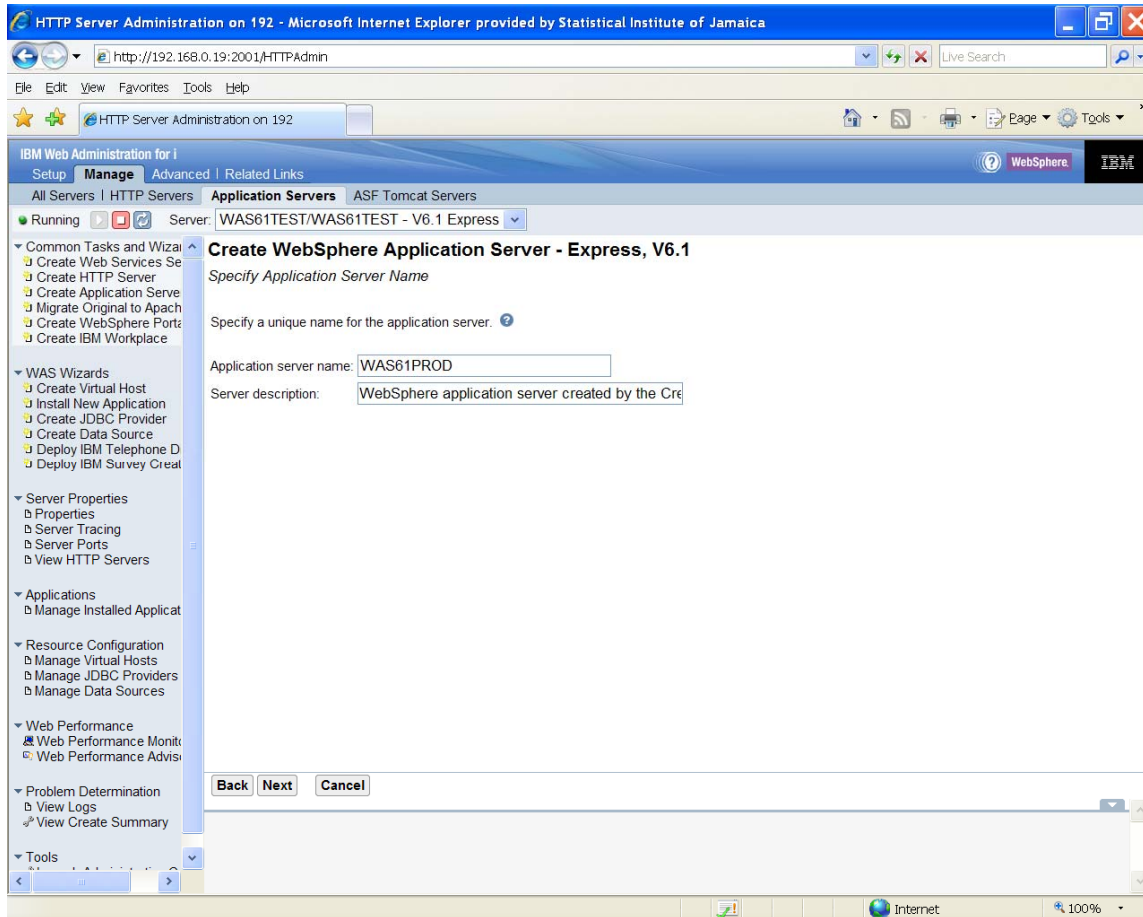 HTTP Server Administration on 192 - Microsoft Internet Explorer provided by Statistical Institute of Jamaica
http://192.168.0.19:2001/HTTPAdmin
Live Search
File Edit View Favorites Tools Help
HTTP Server Administration on 192
Page Tools
IBM Web Administration for i
Setup Manage Advanced | Related Links
WebSphere. IBM
All Servers | HTTP Servers Application Servers ASF Tomcat Servers
Running Server: WAS61TEST/WAS61TEST - V6.1 Express
Common Tasks and Wizar
Create Web Services Se
Create HTTP Server
Create Application Serve
Migrate Original to Apach
Create WebSphere Porta
Create IBM Workplace
WAS Wizards
Create Virtual Host
Install New Application
Create JDBC Provider
Create Data Source
Deploy IBM Telephone D
Deploy IBM Survey Creat
Server Properties
Properties
Server Tracing
Server Ports
View HTTP Servers
Applications
Manage Installed Applicat
Resource Configuration
Manage Virtual Hosts
Manage JDBC Providers
Manage Data Sources
Web Performance
Web Performance Monito
Web Performance Adviso
Problem Determination
View Logs
View Create Summary
Tools
Create WebSphere Application Server - Express, V6.1
Specify Application Server Name
Specify a unique name for the application server.
Application server name: WAS61PROD
Server description: WebSphere application server created by the Cre
Back Next Cancel
Internet 100%